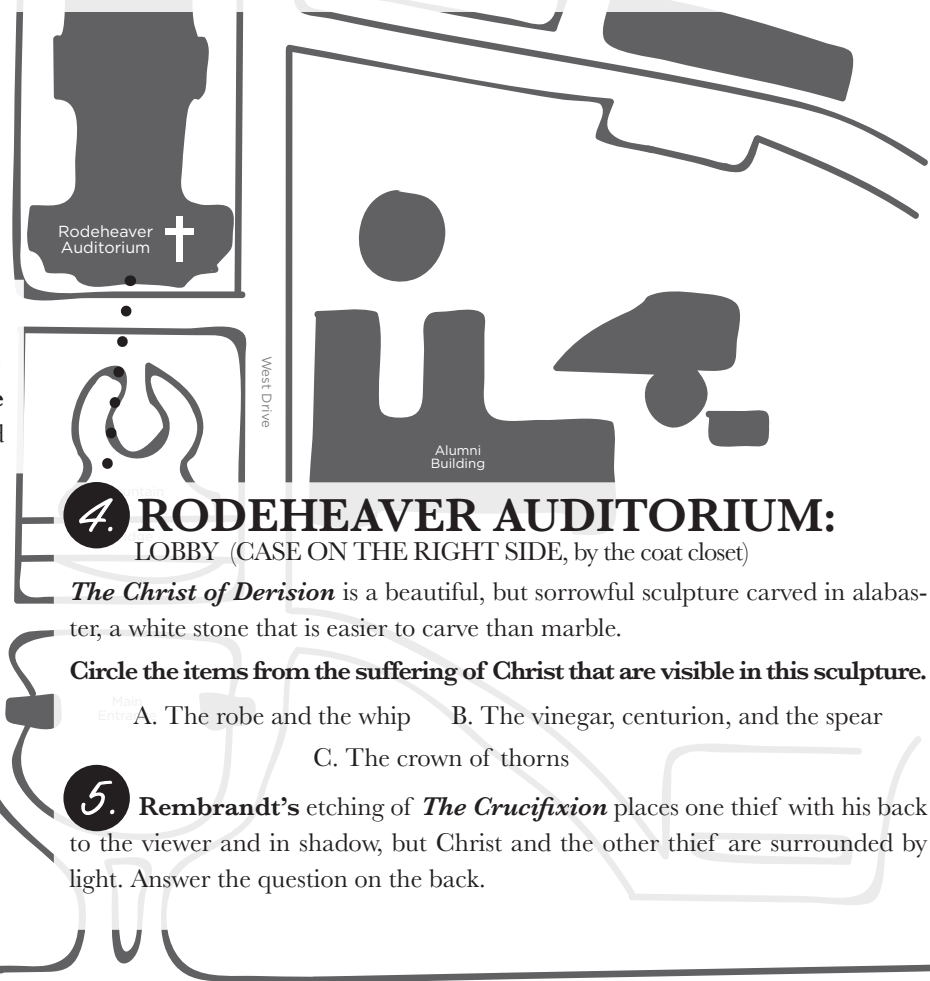 Rodeheaver
Auditorium
West Drive
Alumni
Building
4. RODEHEAVER AUDITORIUM:
LOBBY (CASE ON THE RIGHT SIDE, by the coat closet)
The Christ of Derision is a beautiful, but sorrowful sculpture carved in alabas-
ter, a white stone that is easier to carve than marble.
Circle the items from the suffering of Christ that are visible in this sculpture.
Main
A. The robe and the whip B. The vinegar, centurion, and the spear
C. The crown of thorns
5. Rembrandt's etching of The Crucifixion places one thief with his back
to the viewer and in shadow, but Christ and the other thief are surrounded by
light. Answer the question on the back.